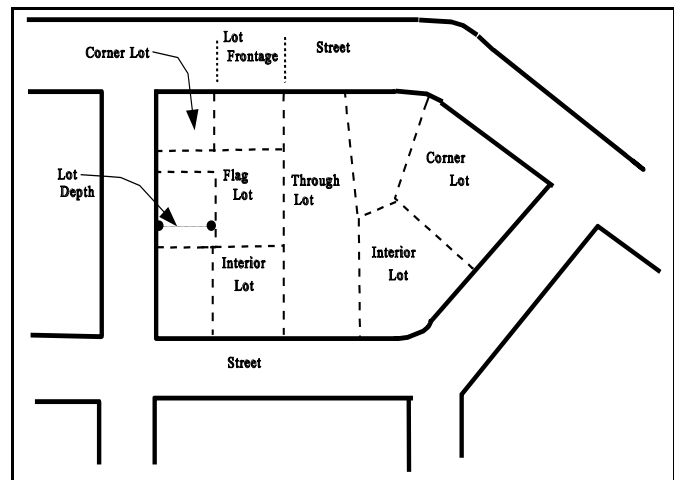 Lot
Frontage
Street
Corner Lot
Lot
Depth
Flag
Lot
Through
Lot
Corner
Lot
Interior
Lot
Interior
Lot
Street